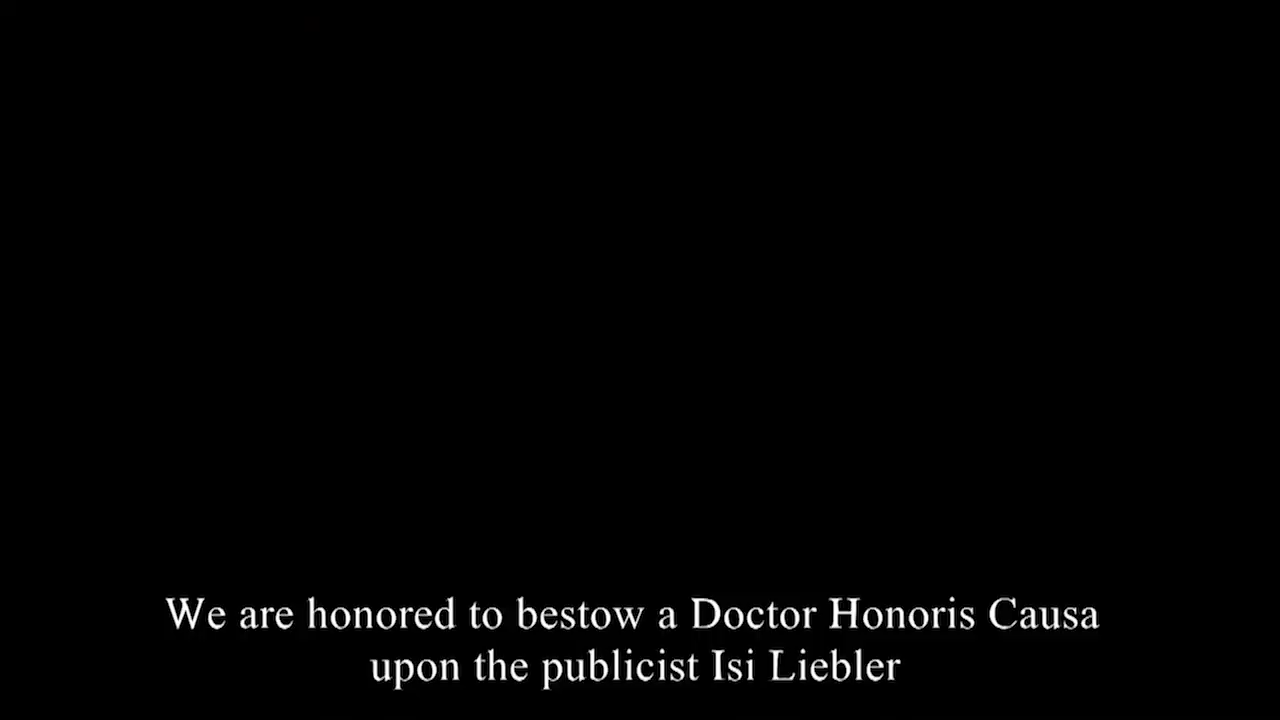 We are honored to bestow a Doctor Honoris Causa
upon the publicist Isi Liebler